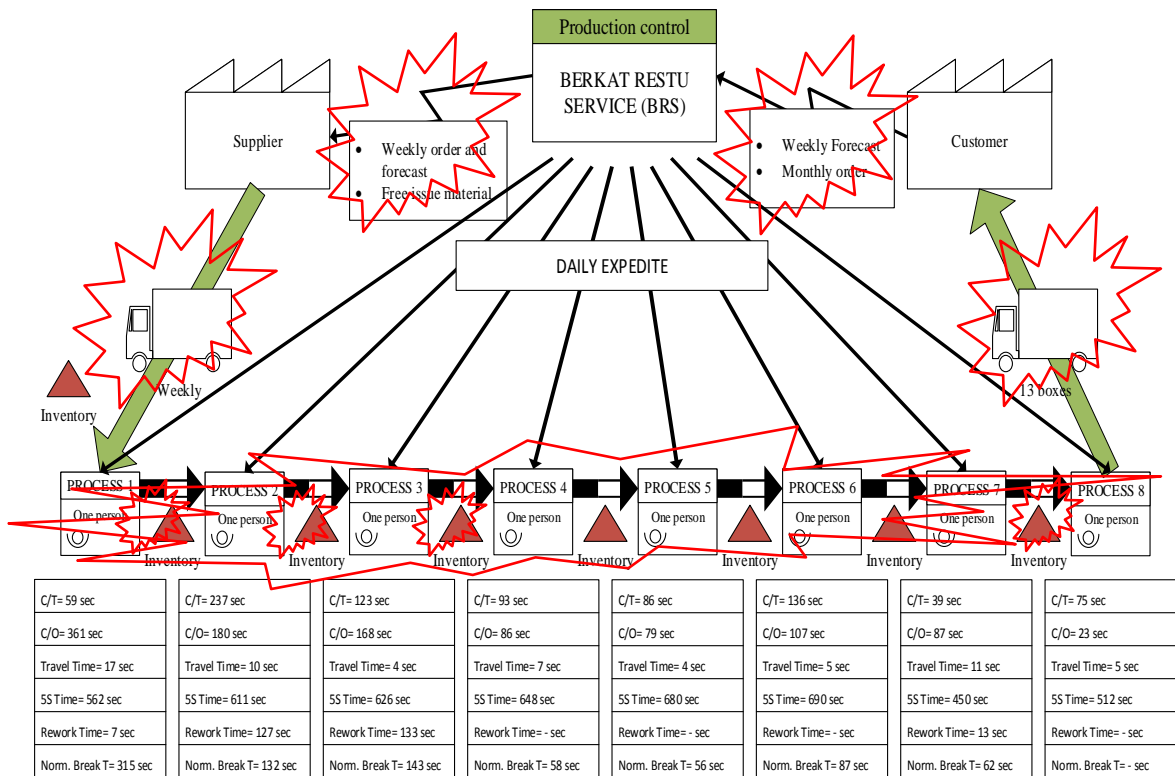 Production control
BERKAT RESTU
SERVICE (BRS)
Supplier
• Weekly order and
forecast
• Free issue material
• Weekly Forecast
• Monthly order
Customer
DAILY EXPEDITE
Weekly
Inventory
13 boxes
PROCESS 1
One person
Inventory
PROCESS 2
One person
Inventory
PROCESS 3
One person
Inventory
PROCESS 4
One person
Inventory
PROCESS 5
One person
Inventory
PROCESS 6
One person
Inventory
PROCESS 7
One person
Inventory
PROCESS 8
One person
C/T= 59 sec
C/O= 361 sec
Travel Time= 17 sec
5S Time= 562 sec
Rework Time= 7 sec
Norm. Break T= 315 sec
C/T= 237 sec
C/O= 180 sec
Travel Time= 10 sec
5S Time= 611 sec
Rework Time= 127 sec
Norm. Break T= 132 sec
C/T= 123 sec
C/O= 168 sec
Travel Time= 4 sec
5S Time= 626 sec
Rework Time= 133 sec
Norm. Break T= 143 sec
C/T= 93 sec
C/O= 86 sec
Travel Time= 7 sec
5S Time= 648 sec
Rework Time= - sec
Norm. Break T= 58 sec
C/T= 86 sec
C/O= 79 sec
Travel Time= 4 sec
5S Time= 680 sec
Rework Time= - sec
Norm. Break T= 56 sec
C/T= 136 sec
C/O= 107 sec
Travel Time= 5 sec
5S Time= 690 sec
Rework Time= - sec
Norm. Break T= 87 sec
C/T= 39 sec
C/O= 87 sec
Travel Time= 11 sec
5S Time= 450 sec
Rework Time= 13 sec
Norm. Break T= 62 sec
C/T= 75 sec
C/O= 23 sec
Travel Time= 5 sec
5S Time= 512 sec
Rework Time= - sec
Norm. Break T= - sec